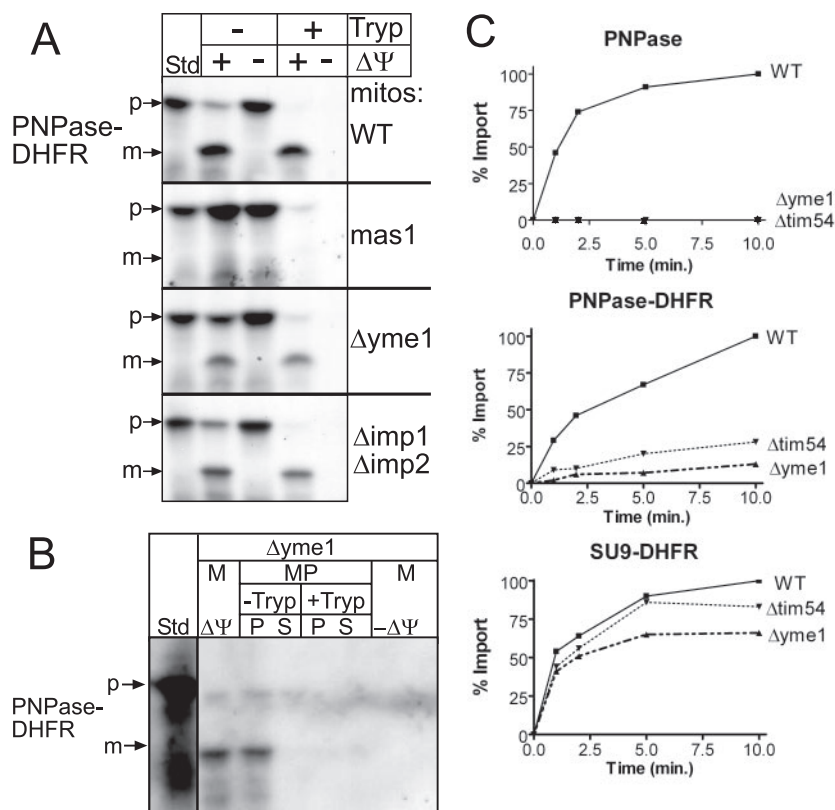 A
- + Tryp
Std + - + - ΔΨ
PNPase-
DHFR
p
m
mitos:
WT
p
m
mas1
p
m
Δyme1
p
m
Δimp1
Δimp2
B
Δyme1
M MP M
-Tryp +Tryp
Std ΔΨ P S P S –ΔΨ
PNPase-
DHFR
p
m
C
PNPase
% Import
100
75
50
25
0
0.0 2.5 5.0 7.5 10.0
Time (min.)
WT
Δyme1
Δtim54
PNPase-DHFR
% Import
100
75
50
25
0
0.0 2.5 5.0 7.5 10.0
Time (min.)
WT
Δtim54
Δyme1
SU9-DHFR
% Import
100
75
50
25
0
0.0 2.5 5.0 7.5 10.0
Time (min.)
WT
Δtim54
Δyme1